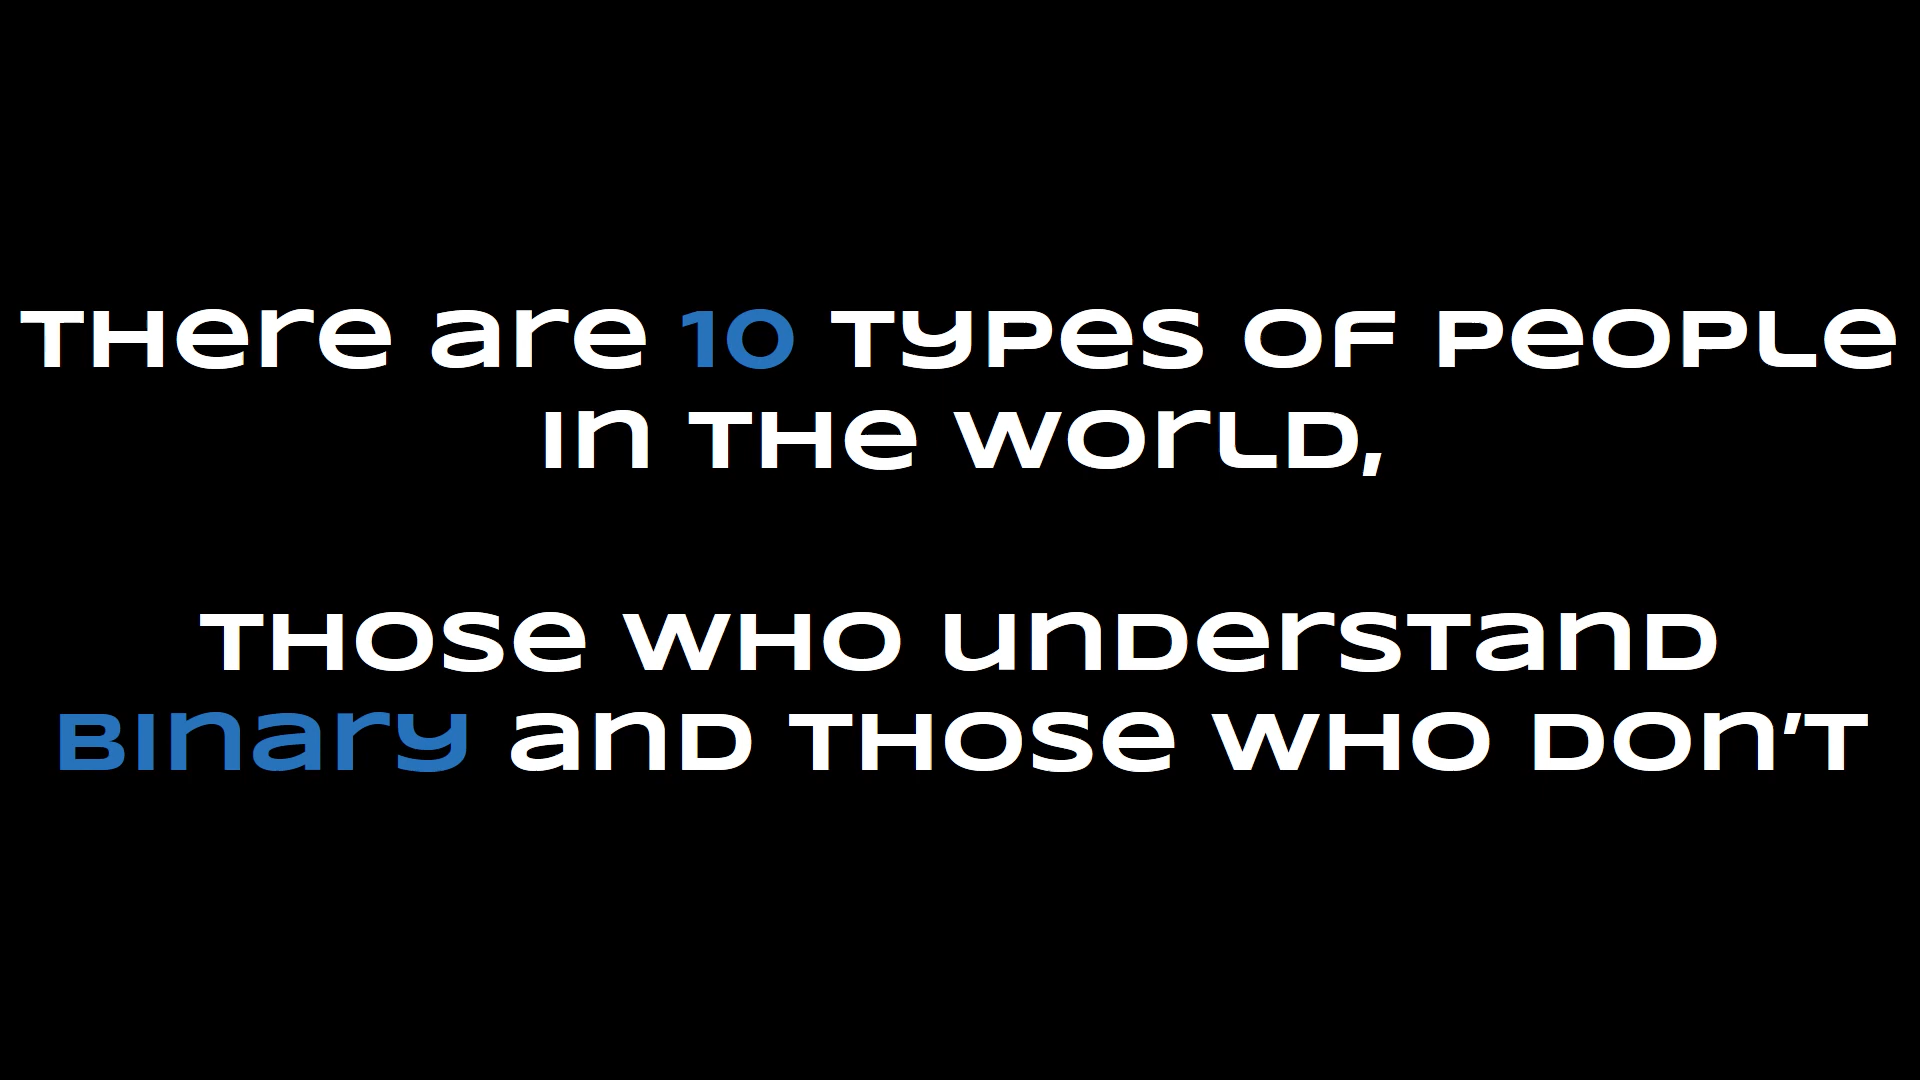 There are 10 types of people
in the world,
Those who understand
binary and those who don't